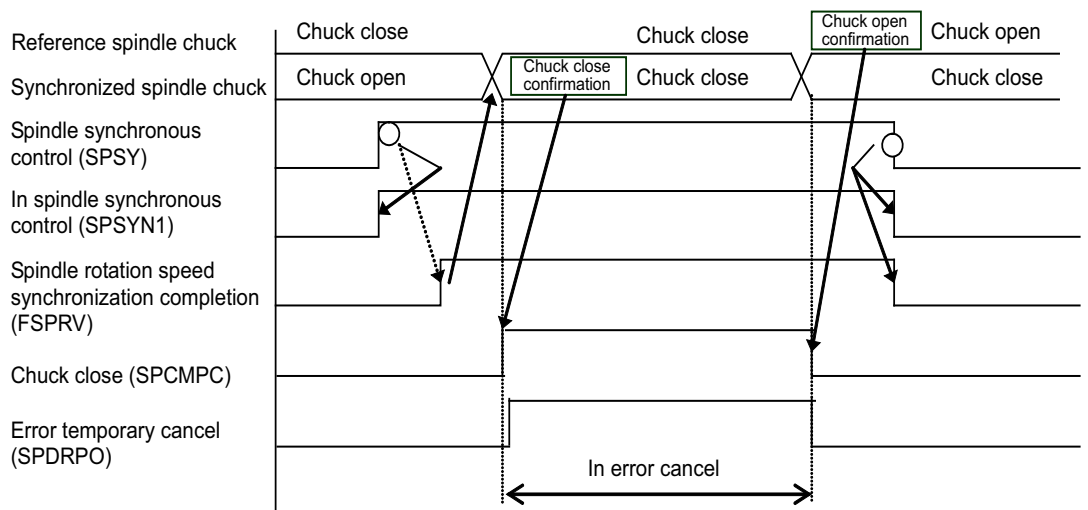 Reference spindle chuck
Chuck close
Chuck close
Chuck open confirmation
Chuck open
Synchronized spindle chuck
Chuck open
Chuck close confirmation
Chuck close
Chuck close
Spindle synchronous
control (SPSY)
In spindle synchronous
control (SPSYN1)
Spindle rotation speed
synchronization completion
(FSPRV)
Chuck close (SPCMPC)
Error temporary cancel
(SPDRPO)
In error cancel